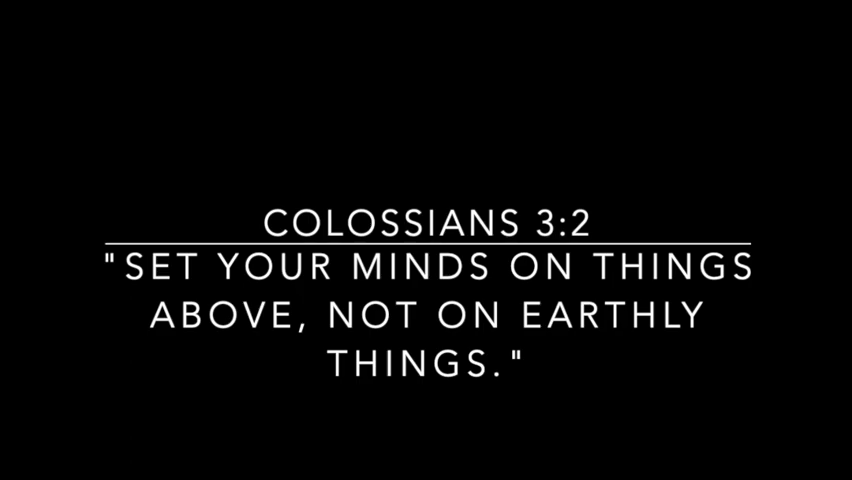 COLOSSIANS 3:2
"SET YOUR MINDS ON THINGS
ABOVE, NOT ON EARTHLY
THINGS."